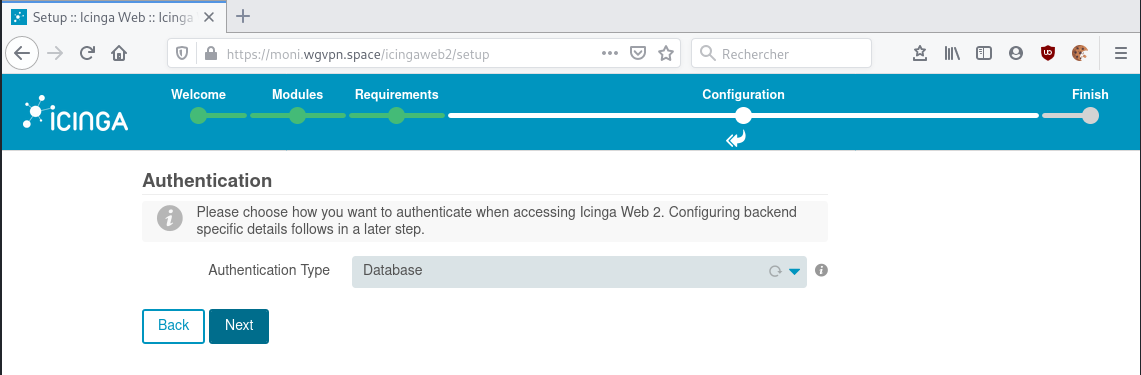 Setup :: Icinga Web :: Icinga
https://moni.wgvpn.space/icingaweb2/setup
Rechercher
ICINGA
Welcome
Modules
Requirements
Configuration
Finish
Authentication
Please choose how you want to authenticate when accessing Icinga Web 2. Configuring backend
specific details follows in a later step.
Authentication Type
Database
Back
Next